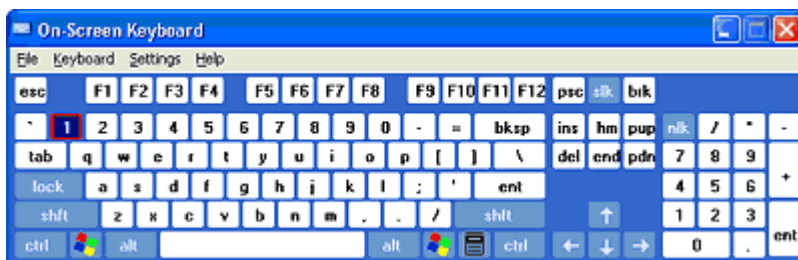 On-Screen Keyboard
File Keyboard Settings Help
esc F1 F2 F3 F4 F5 F6 F7 F8 F9 F10 F11 F12 psc slk brk
` 1 2 3 4 5 6 7 8 9 0 - = bksp ins hm pup nlk / * -
tab q w e r t y u i o p [ ] \ del end pdn 7 8 9 +
lock a s d f g h j k l ; ' ent 4 5 6
shft z x c v b n m , . / shft ↑ 1 2 3 ent
ctrl alt alt ctrl ← ↓ → 0 .